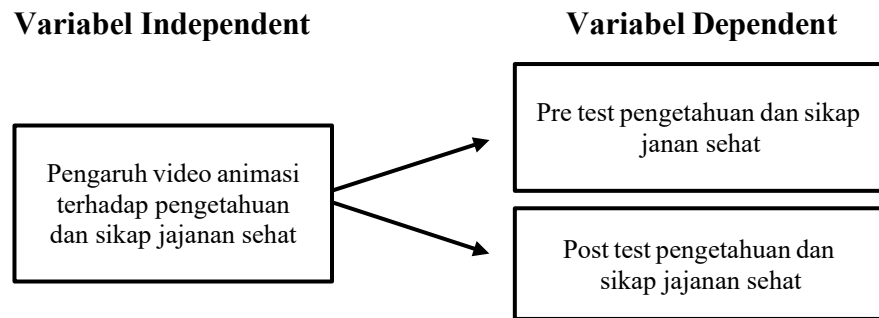 Variabel Independent
Variabel Dependent
Pengaruh video animasi
terhadap pengetahuan
dan sikap jajanan sehat
Pre test pengetahuan dan sikap
janan sehat
Post test pengetahuan dan
sikap jajanan sehat